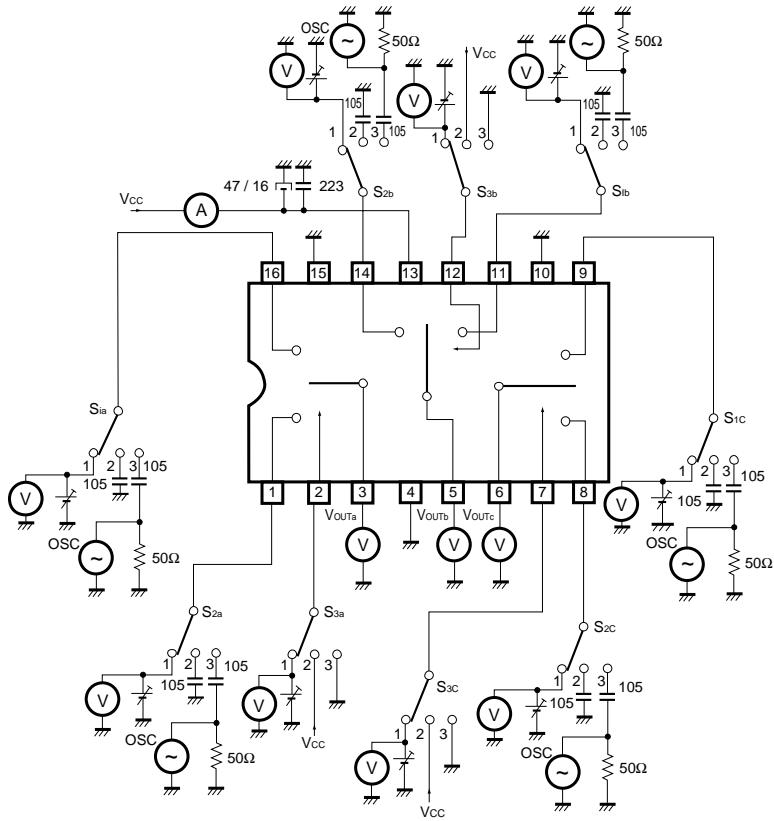 OSC ~ 50Ω OSC ~ 50Ω
V VCC V
105 V 105
1 2 3 105 1 2 3 1 2 3 105
47 / 16 223 S2b S3b SIb
VCC A
16 15 14 13 12 11 10 9
Sia S1C
1 2 3 105 1 2 3 105
V 105 V 105
1 2 3 4 5 6 7 8
VOUTa VOUTb VOUTc
OSC ~ 50Ω V V V OSC ~ 50Ω
S2a S3a S2C
1 2 3 105 1 2 3 S3C 1 2 3 105
V 105 V 1 2 3 V 105
OSC ~ 50Ω VCC V OSC ~ 50Ω
VCC